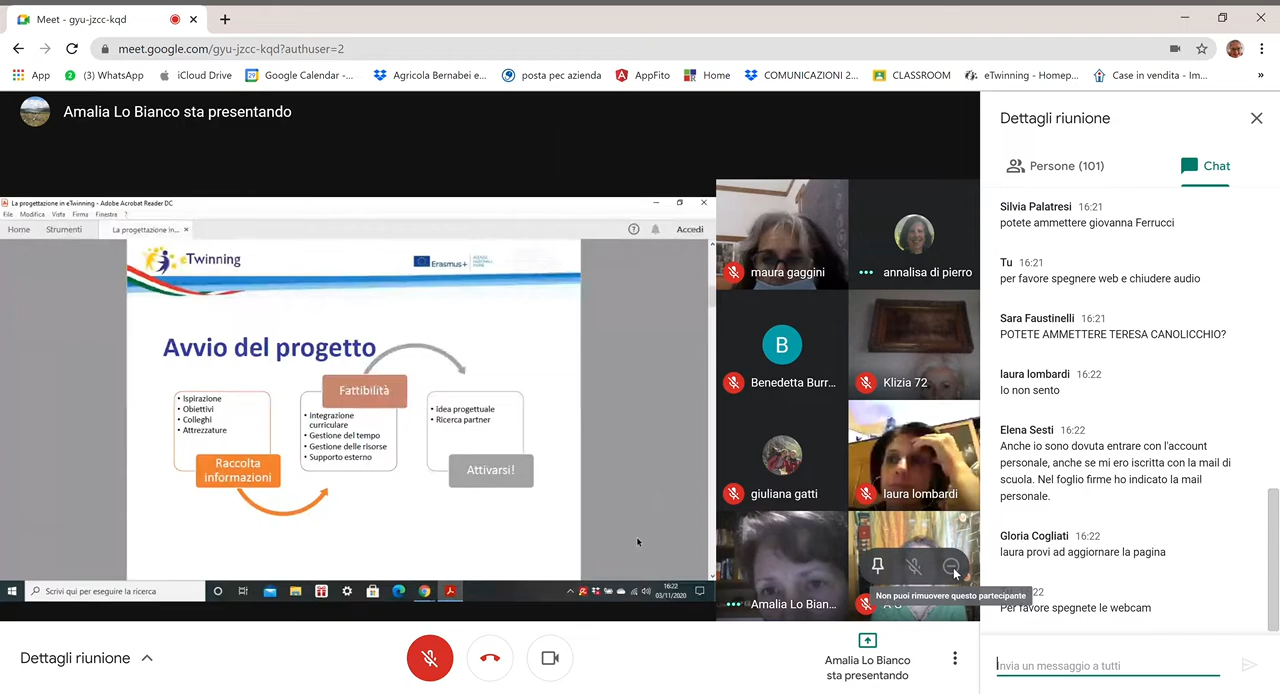 Meet - gyu-jzcc-kqd
meet.google.com/gyu-jzcc-kqd?authuser=2
App
(3) WhatsApp
iCloud Drive
Google Calendar -...
Agricola Bernabei e...
posta pec azienda
AppFito
Home
COMUNICAZIONI 2...
CLASSROOM
eTwinning - Homep...
Case in vendita - Im...
»
Amalia Lo Bianco sta presentando
La progettazione in eTwinning - Adobe Acrobat Reader DC
File Modifica Vista Firma Finestra ?
Home Strumenti La progettazione in... Accedi
eTwinning
Erasmus+
Avvio del progetto
• Ispirazione
• Obiettivi
• Colleghi
• Attrezzature
Raccolta
informazioni
Fattibilità
• Integrazione
curriculare
• Gestione del tempo
• Gestione delle risorse
• Supporto esterno
• Idea progettuale
• Ricerca partner
Attivarsi!
Scrivi qui per eseguire la ricerca
16:22
03/11/2020
maura gaggini
annalisa di pierro
B
Benedetta Burr...
Klizia 72
giuliana gatti
laura lombardi
Amalia Lo Bian...
Non puoi rimuovere questo partecipante
Dettagli riunione
Persone (101)
Chat
Silvia Palatresi 16:21
potete ammettere giovanna Ferrucci
Tu 16:21
per favore spegnere web e chiudere audio
Sara Faustinelli 16:21
POTETE AMMETTERE TERESA CANOLICCHIO?
laura lombardi 16:22
Io non sento
Elena Sesti 16:22
Anche io sono dovuta entrare con l'account
personale, anche se mi ero iscritta con la mail di
scuola. Nel foglio firme ho indicato la mail
personale.
Gloria Cogliati 16:22
laura provi ad aggiornare la pagina
Per favore spegnete le webcam
Invia un messaggio a tutti
Dettagli riunione
Amalia Lo Bianco
sta presentando